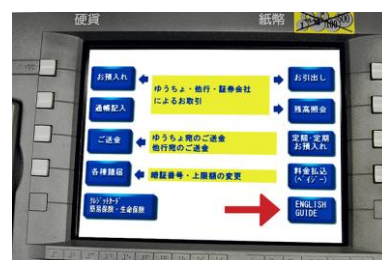 硬貨
紙幣
お預入れ
ゆうちょ・他行・証券会社
によるお取引
お引出し
通帳記入
残高照会
ご送金
ゆうちょ宛のご送金
他行宛のご送金
定額・定期
お預入れ
各種諸届
暗証番号・上限額の変更
料金払込
(ペイジー)
クレジットカード
簡易保険・生命保険
ENGLISH
GUIDE